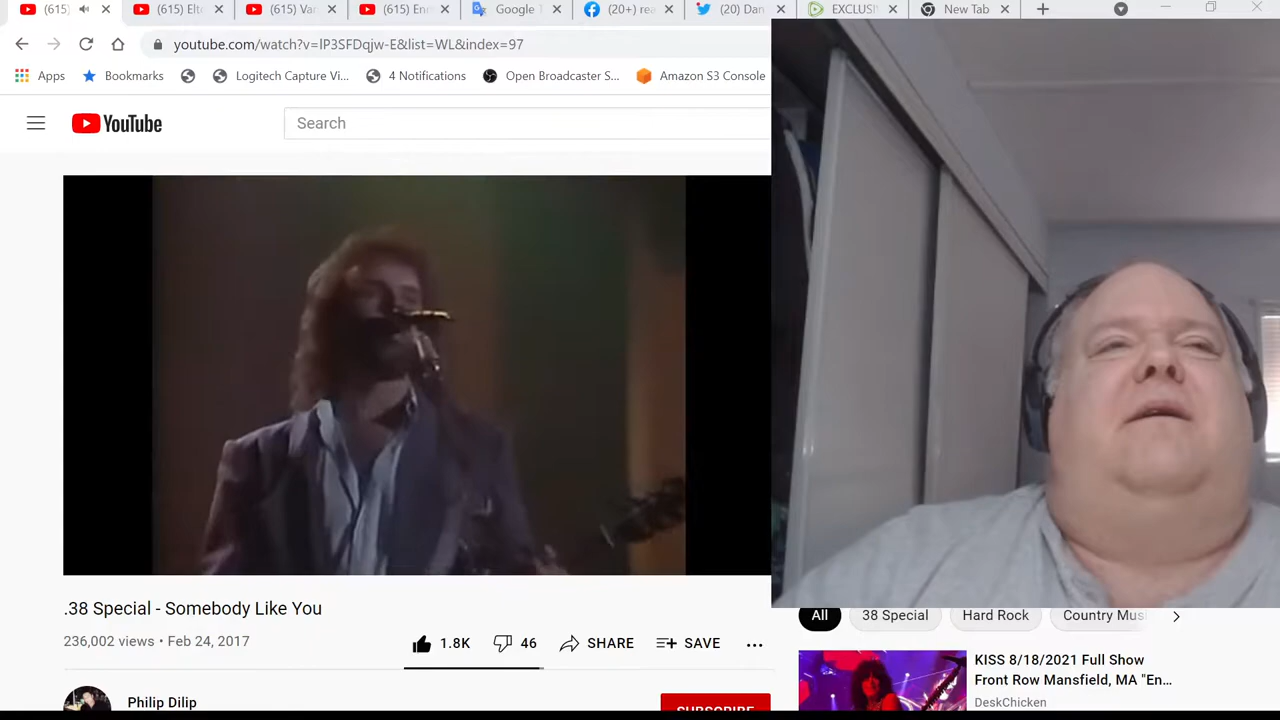 (615)
(615) Elt
(615) Var
(615) En
Google T
(20+) rea
(20) Dan
EXCLUSI
New Tab
youtube.com/watch?v=lP3SFDqjw-E&list=WL&index=97
Apps
Bookmarks
Logitech Capture Vi...
4 Notifications
Open Broadcaster S...
Amazon S3 Console
YouTube
Search
.38 Special - Somebody Like You
236,002 views • Feb 24, 2017
1.8K
46
SHARE
SAVE
Philip Dilip
SUBSCRIBE
All
38 Special
Hard Rock
Country Mus
KISS 8/18/2021 Full Show
Front Row Mansfield, MA "En...
DeskChicken